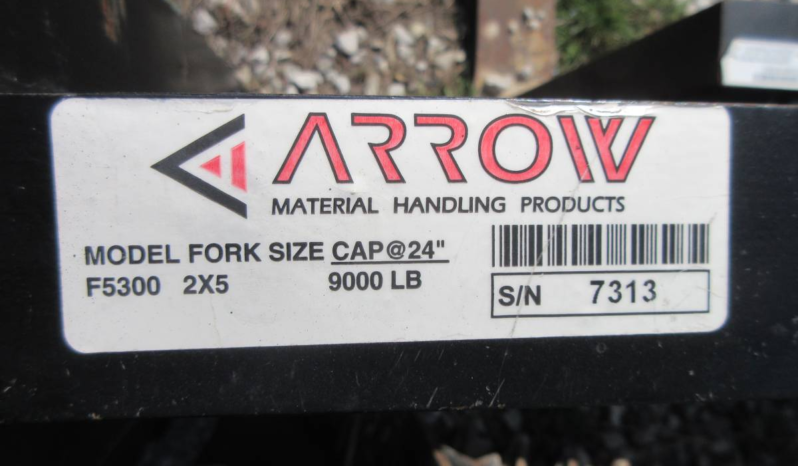 ARROW
MATERIAL HANDLING PRODUCTS
MODEL FORK SIZE CAP@24"
F5300 2X5 9000 LB
S/N 7313